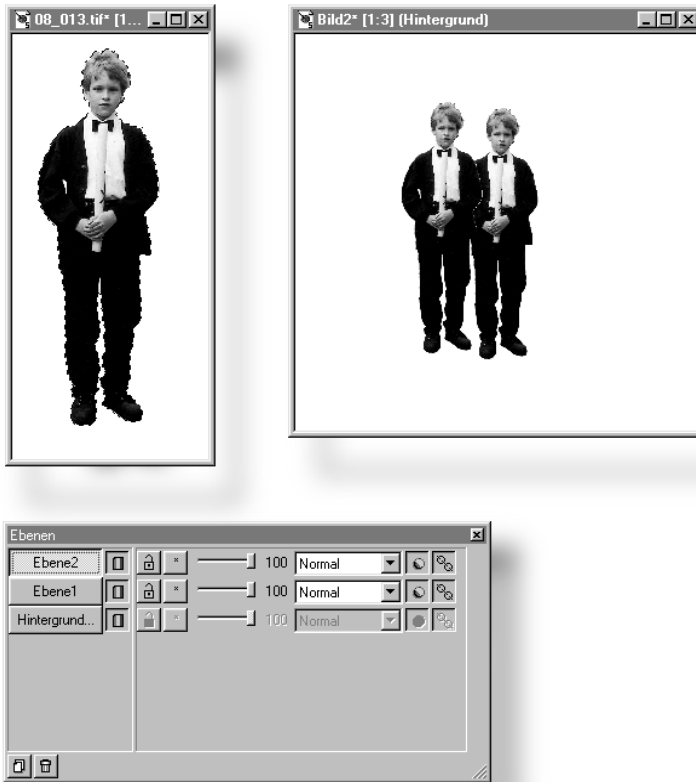 08_013.tif* [1...
Bild2* [1:3] (Hintergrund)
Ebenen
Ebene2 100 Normal
Ebene1 100 Normal
Hintergrund... 100 Normal